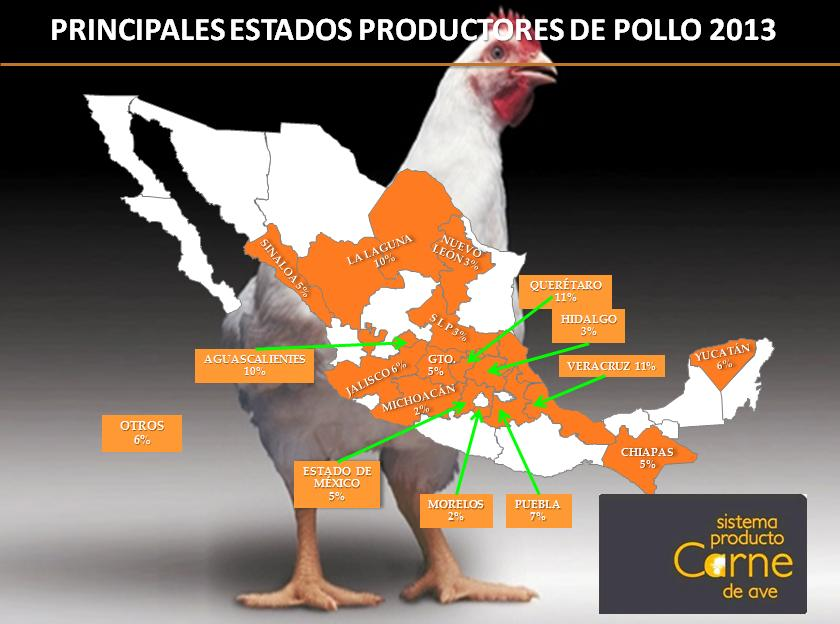 PRINCIPALES ESTADOS PRODUCTORES DE POLLO 2013
SINALOA 5%
LA LAGUNA
10%
NUEVO
LEÓN 3%
QUERÉTARO
11%
HIDALGO
3%
S L P 3%
AGUASCALIENTES
10%
JALISCO 6%
GTO.
5%
VERACRUZ 11%
YUCATÁN
6%
MICHOACÁN
2%
OTROS
6%
CHIAPAS
5%
ESTADO DE
MÉXICO
5%
MORELOS
2%
PUEBLA
7%
sistema
producto
Carne
de ave